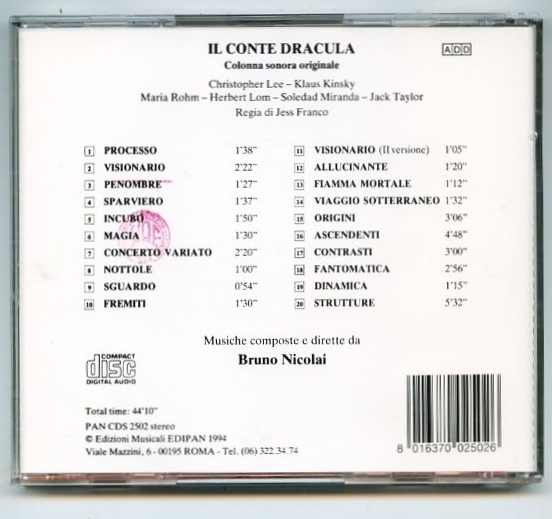 IL CONTE DRACULA
ADD
Colonna sonora originale
Christopher Lee – Klaus Kinsky
Maria Rohm – Herbert Lom – Soledad Miranda – Jack Taylor
Regia di Jess Franco
1 PROCESSO 1'38"
2 VISIONARIO 2'22"
3 PENOMBRE 1'27"
4 SPARVIERO 1'37"
5 INCUBO 1'50"
6 MAGIA 1'30"
7 CONCERTO VARIATO 2'20"
8 NOTTOLE 1'00"
9 SGUARDO 0'54"
10 FREMITI 1'30"
11 VISIONARIO (II versione) 1'05"
12 ALLUCINANTE 1'20"
13 FIAMMA MORTALE 1'12"
14 VIAGGIO SOTTERRANEO 1'32"
15 ORIGINI 3'06"
16 ASCENDENTI 4'48"
17 CONTRASTI 3'00"
18 FANTOMATICA 2'56"
19 DINAMICA 1'15"
20 STRUTTURE 5'32"
Musiche composte e dirette da
Bruno Nicolai
COMPACT
disc
DIGITAL AUDIO
Total time: 44'10"
PAN CDS 2502 stereo
© Edizioni Musicali EDIPAN 1994
Viale Mazzini, 6 - 00195 ROMA - Tel. (06) 322.34.74
8 016370 025026